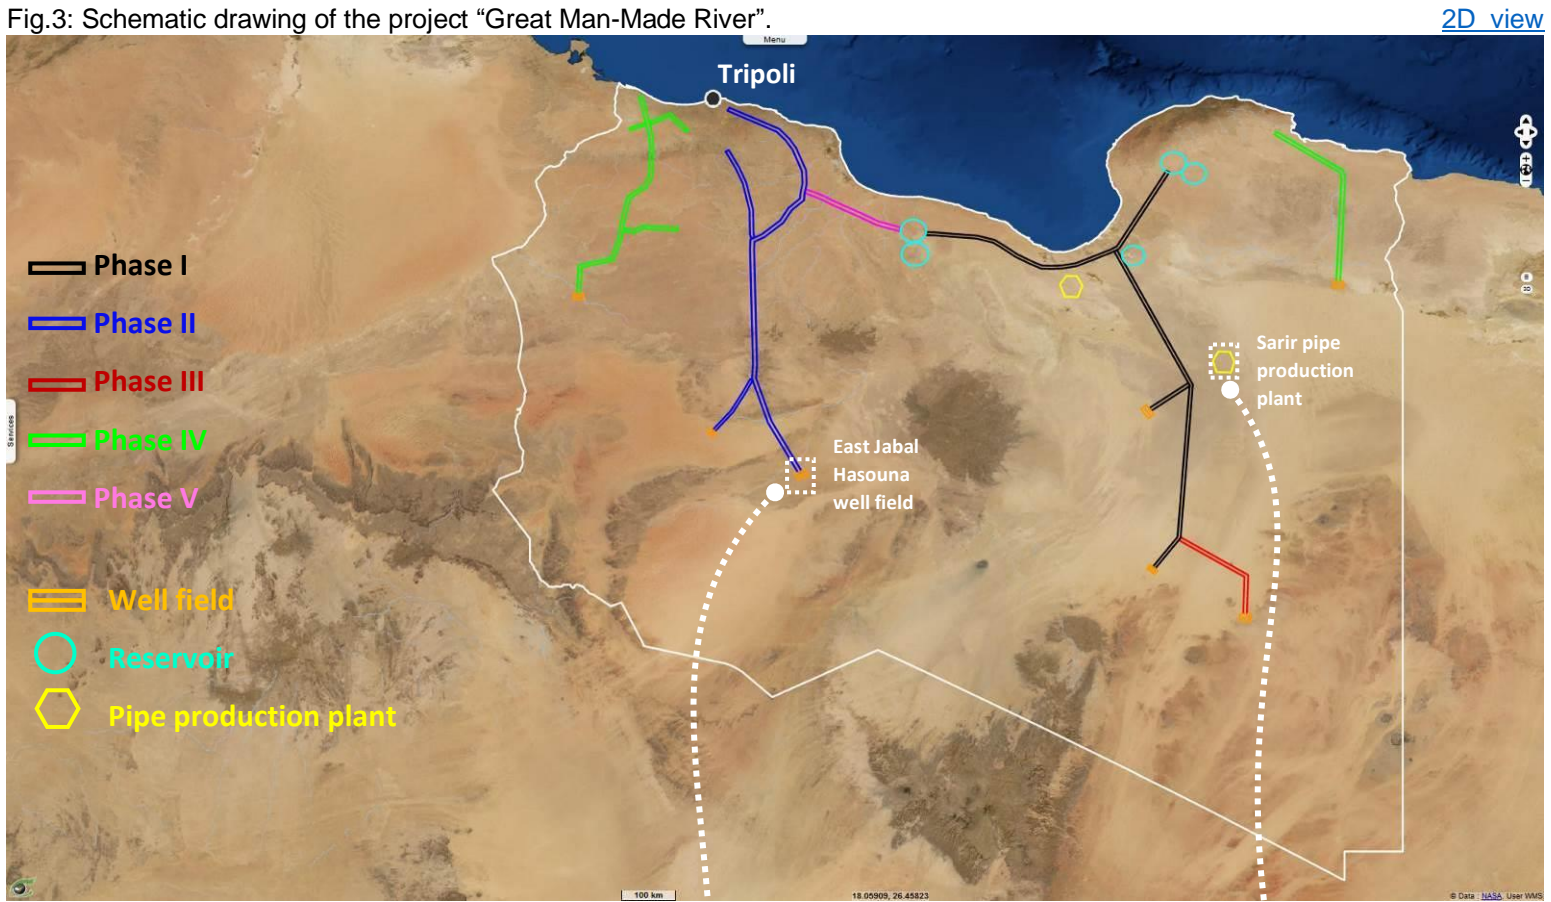 Fig.3: Schematic drawing of the project “Great Man-Made River”.
2D view
Menu
Tripoli
Phase I
Phase II
Phase III
Phase IV
Phase V
Services
Well field
Reservoir
Pipe production plant
East Jabal
Hasouna
well field
Sarir pipe
production
plant
3D
100 km
18.05909, 26.45823
© Data : NASA, User WMS